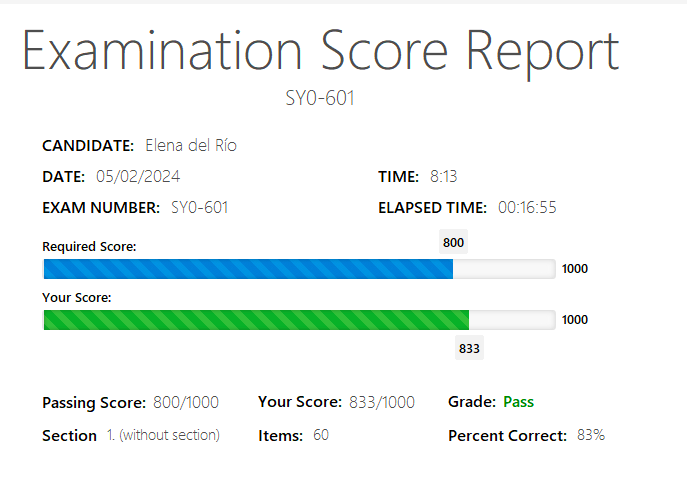 Examination Score Report
SY0-601
CANDIDATE: Elena del Río
DATE: 05/02/2024 TIME: 8:13
EXAM NUMBER: SY0-601 ELAPSED TIME: 00:16:55
800
Required Score:
1000
Your Score:
1000
833
Passing Score: 800/1000 Your Score: 833/1000 Grade: Pass
Section 1. (without section) Items: 60 Percent Correct: 83%